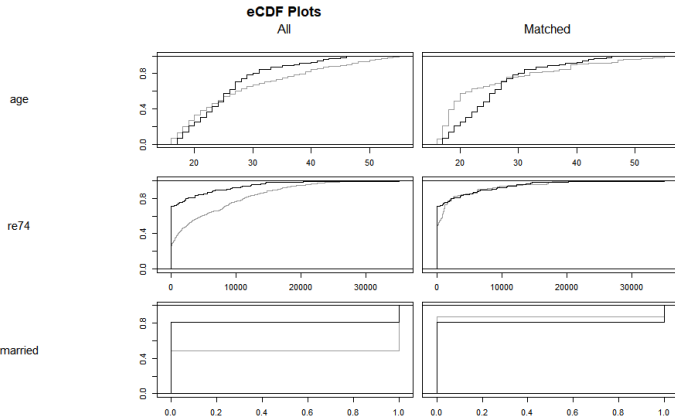 eCDF Plots
All Matched
age
0.0 0.4 0.8
20 30 40 50 20 30 40 50
re74
0.0 0.4 0.8
0 10000 20000 30000 0 10000 20000 30000
married
0.0 0.4 0.8
0.0 0.2 0.4 0.6 0.8 1.0 0.0 0.2 0.4 0.6 0.8 1.0